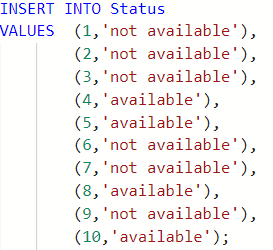 INSERT INTO Status
VALUES (1,'not available'),
(2,'not available'),
(3,'not available'),
(4,'available'),
(5,'available'),
(6,'not available'),
(7,'not available'),
(8,'available'),
(9,'not available'),
(10,'available');